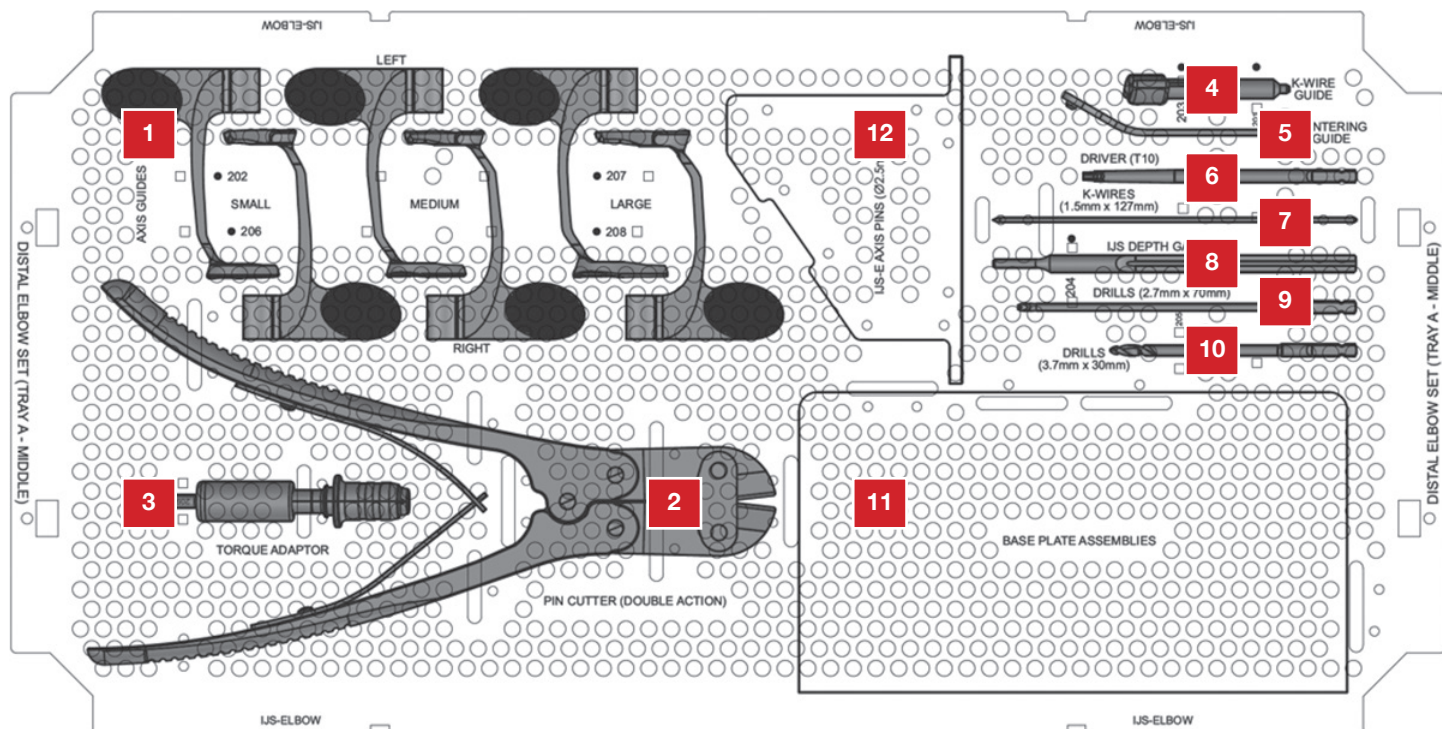 IJS-ELBOW
IJS-ELBOW
LEFT
1
AXIS GUIDES
202
SMALL
206
MEDIUM
207
LARGE
208
RIGHT
12
IJS-E AXIS PINS
4
203
K-WIRE
GUIDE
5
GUIDE
DRIVER (T10)
6
K-WIRES
(1.5mm x 127mm)
7
IJS DEPTH
8
204
DRILLS (2.7mm x 70mm)
9
205
DRILLS
(3.7mm x 30mm)
10
DISTAL ELBOW SET (TRAY A - MIDDLE)
DISTAL ELBOW SET (TRAY A - MIDDLE)
3
TORQUE ADAPTOR
2
PIN CUTTER (DOUBLE ACTION)
11
BASE PLATE ASSEMBLIES
IJS-ELBOW
IJS-ELBOW